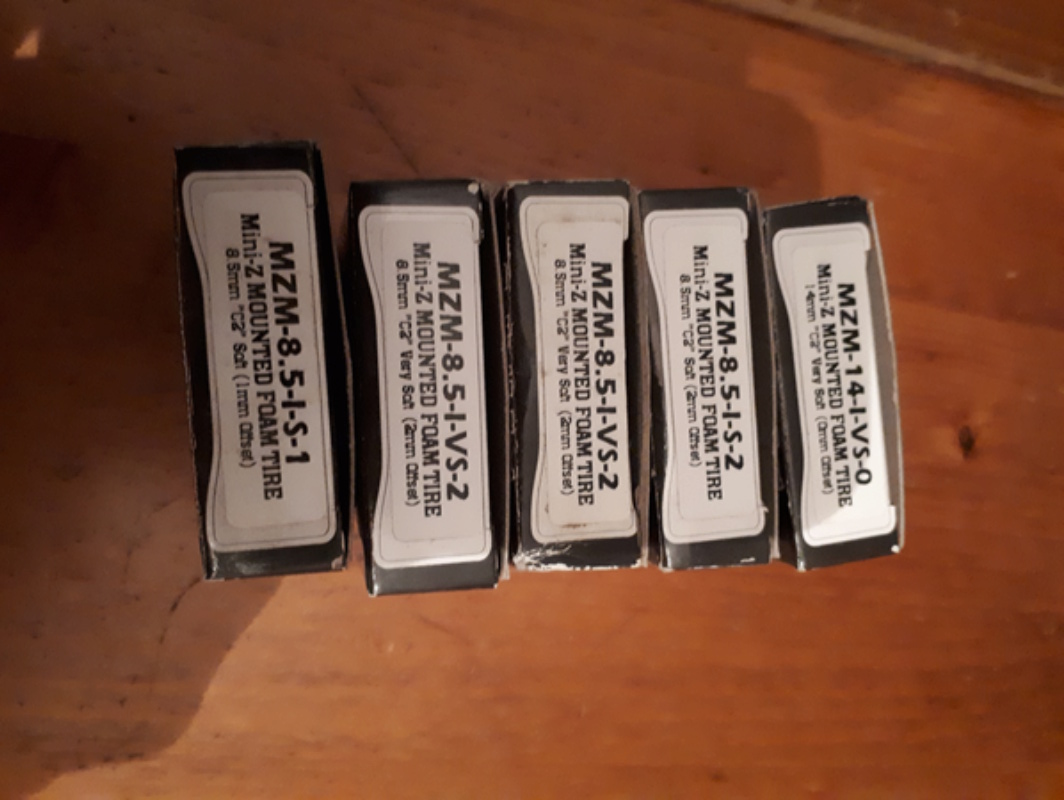 MZM-8.5-I-S-1
Mini-Z MOUNTED FOAM TIRE
8.5mm "C2" Soft (1mm Offset)
MZM-8.5-I-VS-2
Mini-Z MOUNTED FOAM TIRE
8.5mm "C2" Very Soft (2mm Offset)
MZM-8.5-I-VS-2
Mini-Z MOUNTED FOAM TIRE
8.5mm "C2" Very Soft (2mm Offset)
MZM-8.5-I-S-2
Mini-Z MOUNTED FOAM TIRE
8.5mm "C2" Soft (2mm Offset)
MZM-14-I-VS-0
Mini-Z MOUNTED FOAM TIRE
14mm "C2" Very Soft (0mm Offset)